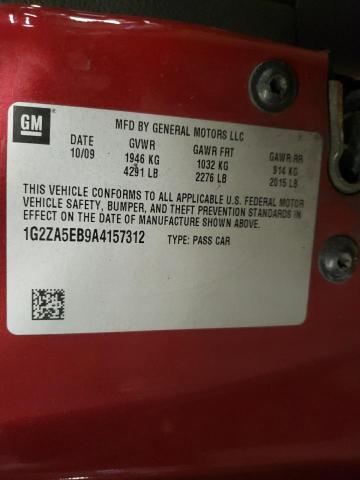 GM
MFD BY GENERAL MOTORS LLC
DATE GVWR GAWR FRT GAWR RR
10/09 1946 KG 1032 KG 914 KG
4291 LB 2276 LB 2015 LB
THIS VEHICLE CONFORMS TO ALL APPLICABLE U.S. FEDERAL MOTOR
VEHICLE SAFETY, BUMPER, AND THEFT PREVENTION STANDARDS IN
EFFECT ON THE DATE OF MANUFACTURE SHOWN ABOVE.
1G2ZA5EB9A4157312 TYPE: PASS CAR